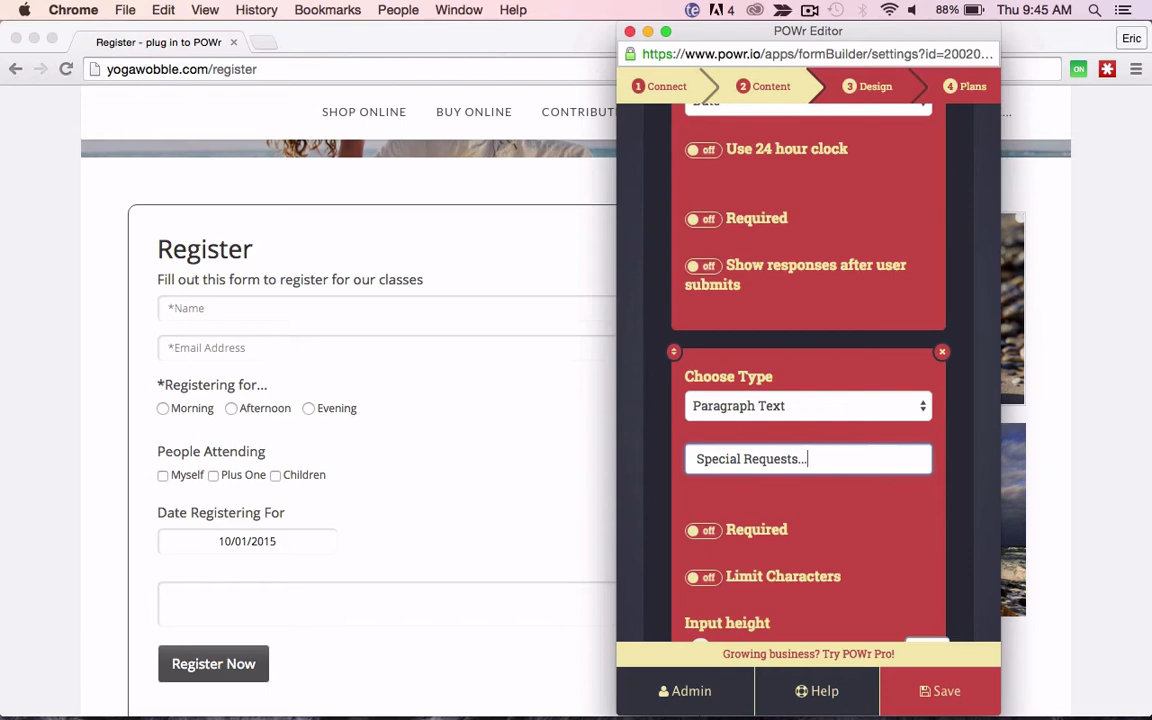 Chrome File Edit View History Bookmarks People Window Help
4 88% Thu 9:45 AM
Register - plug in to POWr
POWr Editor
Eric
yogawobble.com/register
https://www.powr.io/apps/formBuilder/settings?id=20020...
ON
1 Connect 2 Content 3 Design 4 Plans
SHOP ONLINE BUY ONLINE CONTRIBUT
Use 24 hour clock
off
Required
off
Show responses after user
off
submits
Register
Fill out this form to register for our classes
*Name
*Email Address
*Registering for...
Morning Afternoon Evening
People Attending
Myself Plus One Children
Date Registering For
10/01/2015
Register Now
Choose Type
Paragraph Text
Special Requests...
off Required
off Limit Characters
Input height
Growing business? Try POWr Pro!
Admin Help Save